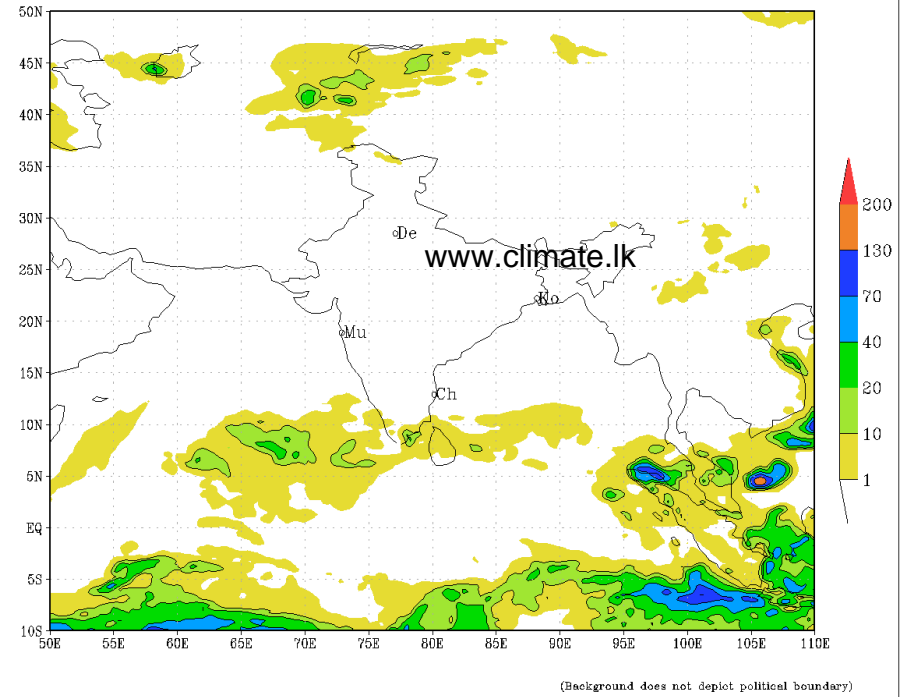 50N
45N
40N
35N
30N
25N
20N
15N
10N
5N
EQ
5S
10S
50E 55E 60E 65E 70E 75E 80E 85E 90E 95E 100E 105E 110E
De
www.climate.lk
Ko
Mu
Ch
200
130
70
40
20
10
1
(Background does not depict political boundary)